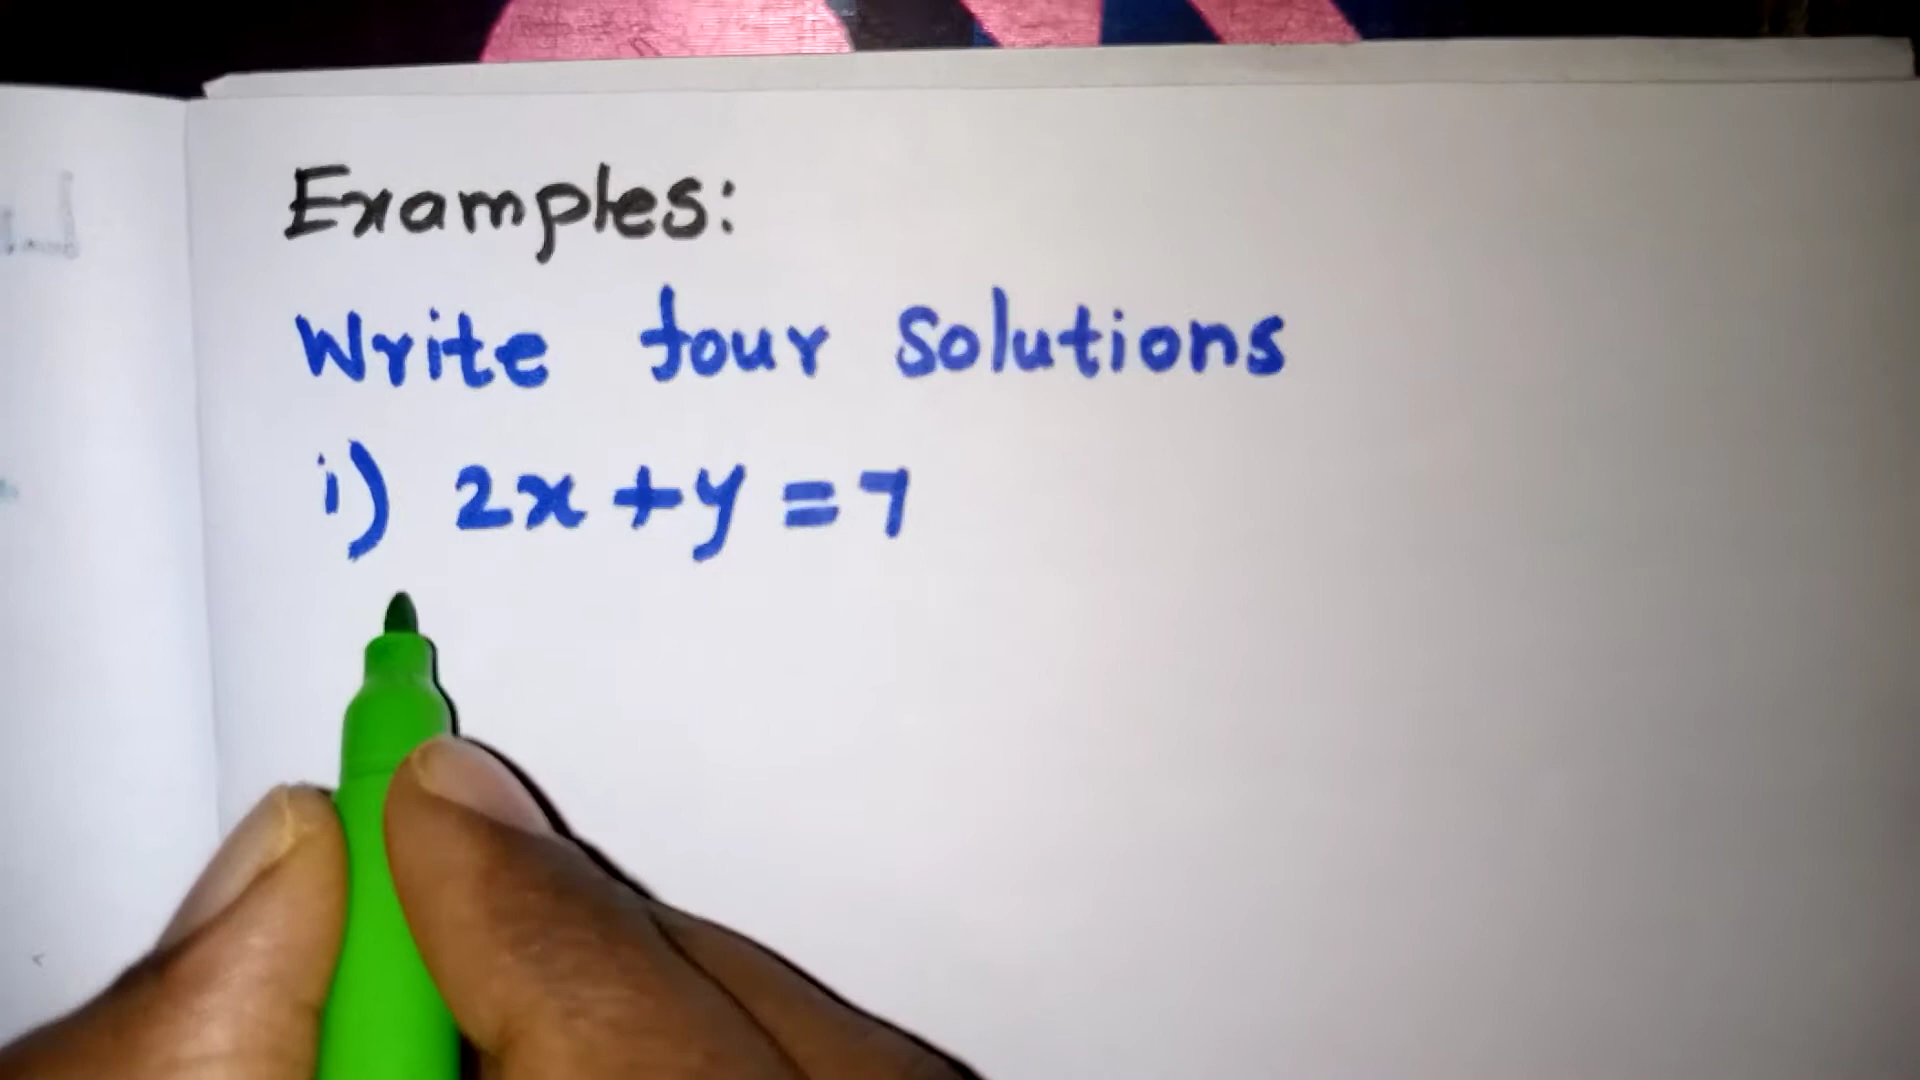 Examples:
Write four Solutions
i) 2x + y = 7